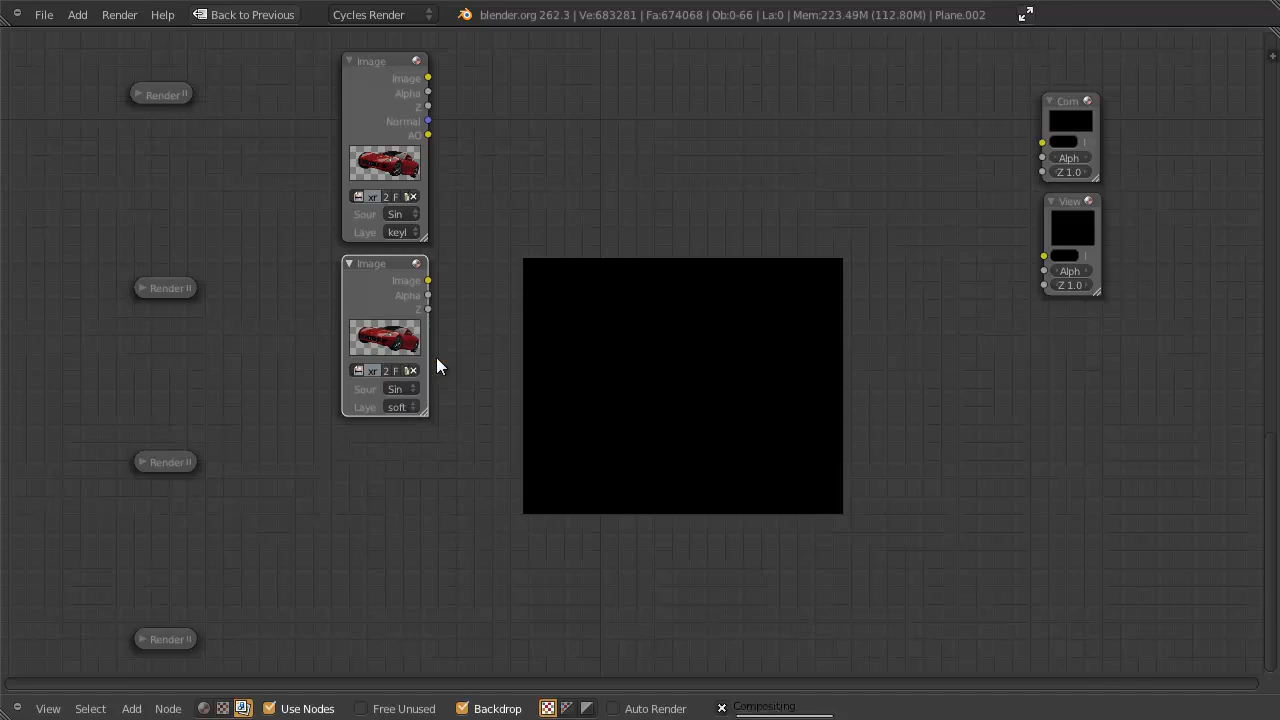 File Add Render Help Back to Previous Cycles Render blender.org 262.3 | Ve:683281 | Fa:674068 | Ob:0-66 | La:0 | Mem:223.49M (112.80M) | Plane.002
Render
Image
Image
Alpha
Z
Normal
AO
xr 2 F
Sour Sin
Laye keyl
Com
Alph
Z 1.0
View
Alph
Z 1.0
Render
Image
Image
Alpha
Z
xr 2 F
Sour Sin
Laye soft
Render
Render
View Select Add Node Use Nodes Free Unused Backdrop Auto Render Compositing